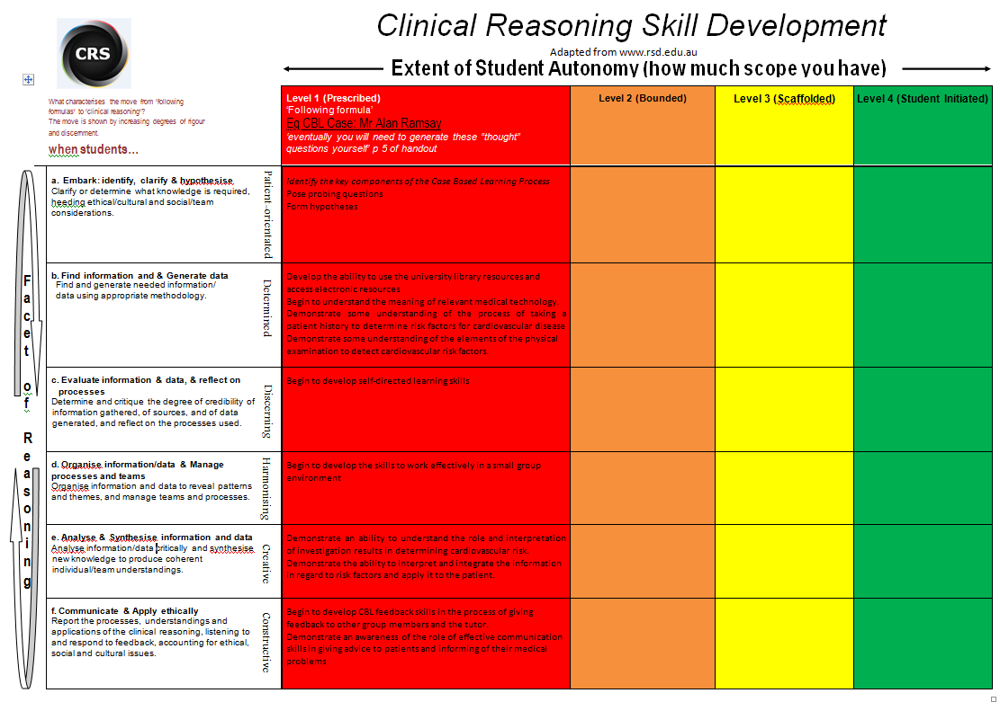 Clinical Reasoning Skill Development
CRS
Adapted from www.rsd.edu.au
Extent of Student Autonomy (how much scope you have)
What characterises the move from 'following
formulas' to 'clinical reasoning'?
The move is shown by increasing degrees of rigour
and discernment.
when students…
Level 1 (Prescribed)
'Following formula'
Eg CBL Case: Mr Alan Ramsay
'eventually you will need to generate these "thought"
questions yourself' p 5 of handout
Level 2 (Bounded)
Level 3 (Scaffolded)
Level 4 (Student Initiated)
Facet of Reasoning
a. Embark: identify, clarify & hypothesise
Clarify or determine what knowledge is required,
heeding ethical/cultural and social/team
considerations.
Patient-orientated
Identify the key components of the Case Based Learning Process
Pose probing questions
Form hypotheses
b. Find information and & Generate data
Find and generate needed information/
data using appropriate methodology.
Determined
Develop the ability to use the university library resources and
access electronic resources
Begin to understand the meaning of relevant medical technology.
Demonstrate some understanding of the process of taking a
patient history to determine risk factors for cardiovascular disease
Demonstrate some understanding of the elements of the physical
examination to detect cardiovascular risk factors.
c. Evaluate information & data, & reflect on
processes
Determine and critique the degree of credibility of
information gathered, of sources, and of data
generated, and reflect on the processes used.
Discerning
Begin to develop self-directed learning skills
d. Organise information/data & Manage
processes and teams
Organise information and data to reveal patterns
and themes, and manage teams and processes.
Harmonising
Begin to develop the skills to work effectively in a small group
environment
e. Analyse & Synthesise information and data
Analyse information/data critically and synthesise
new knowledge to produce coherent
individual/team understandings.
Creative
Demonstrate an ability to understand the role and interpretation
of investigation results in determining cardiovascular risk.
Demonstrate the ability to interpret and integrate the information
in regard to risk factors and apply it to the patient.
f. Communicate & Apply ethically
Report the processes, understandings and
applications of the clinical reasoning, listening to
and respond to feedback, accounting for ethical,
social and cultural issues.
Constructive
Begin to develop CBL feedback skills in the process of giving
feedback to other group members and the tutor.
Demonstrate an awareness of the role of effective communication
skills in giving advice to patients and informing of their medical
problems